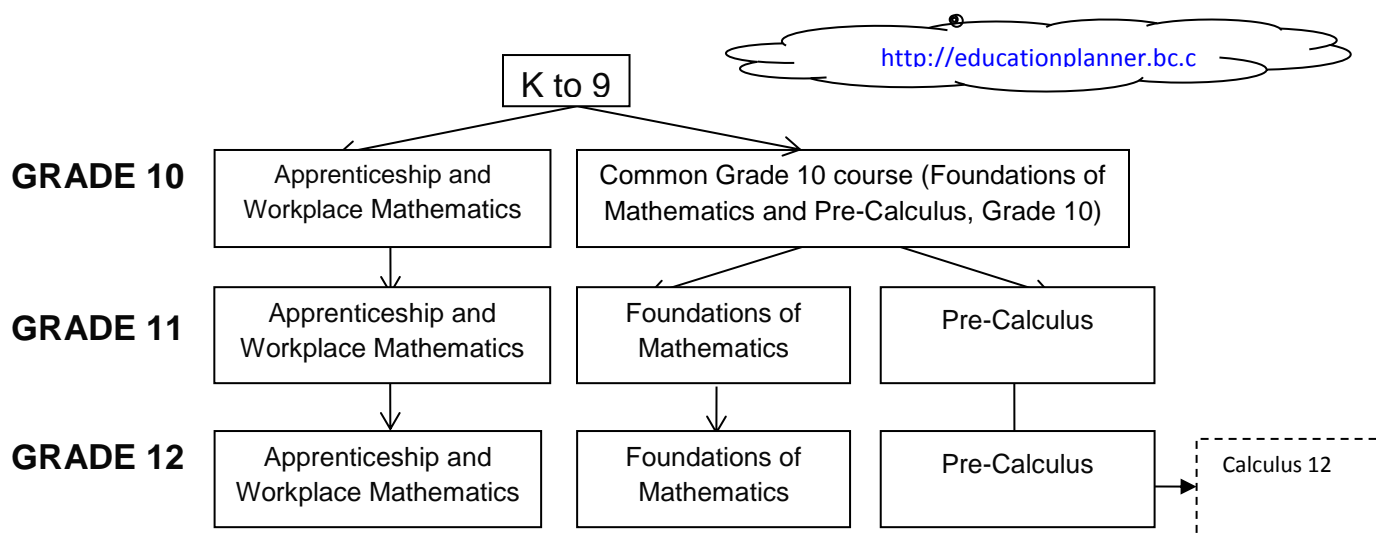 http://educationplanner.bc.c
K to 9
GRADE 10
Apprenticeship and
Workplace Mathematics
Common Grade 10 course (Foundations of
Mathematics and Pre-Calculus, Grade 10)
GRADE 11
Apprenticeship and
Workplace Mathematics
Foundations of
Mathematics
Pre-Calculus
GRADE 12
Apprenticeship and
Workplace Mathematics
Foundations of
Mathematics
Pre-Calculus
Calculus 12